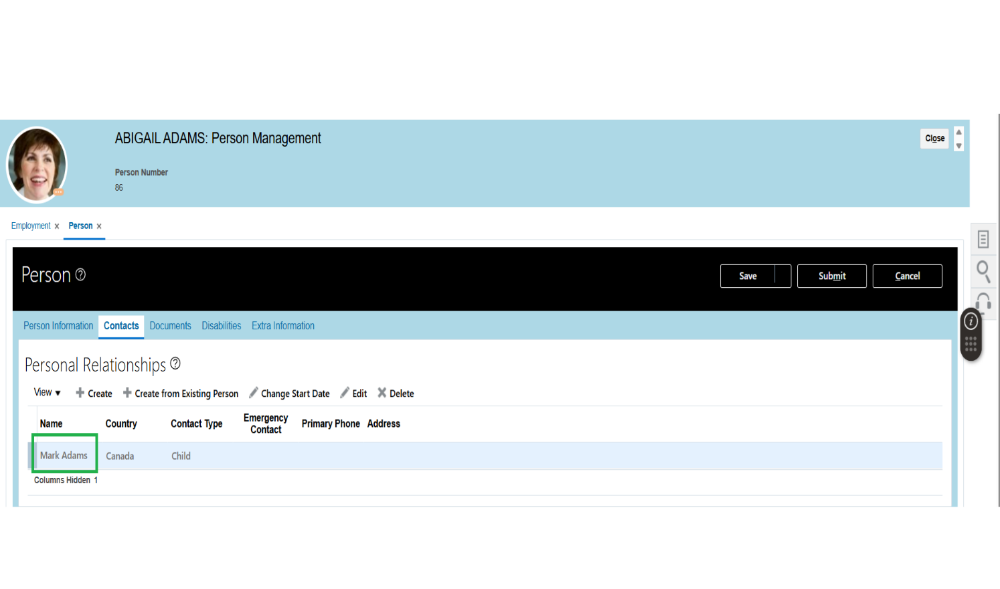 ABIGAIL ADAMS: Person Management
Close
Person Number
86
Employment x Person x
Person ?
Save Submit Cancel
Person Information Contacts Documents Disabilities Extra Information
Personal Relationships ?
View ▼ Create Create from Existing Person Change Start Date Edit Delete
Name Country Contact Type Emergency Contact Primary Phone Address
Mark Adams Canada Child
Columns Hidden 1